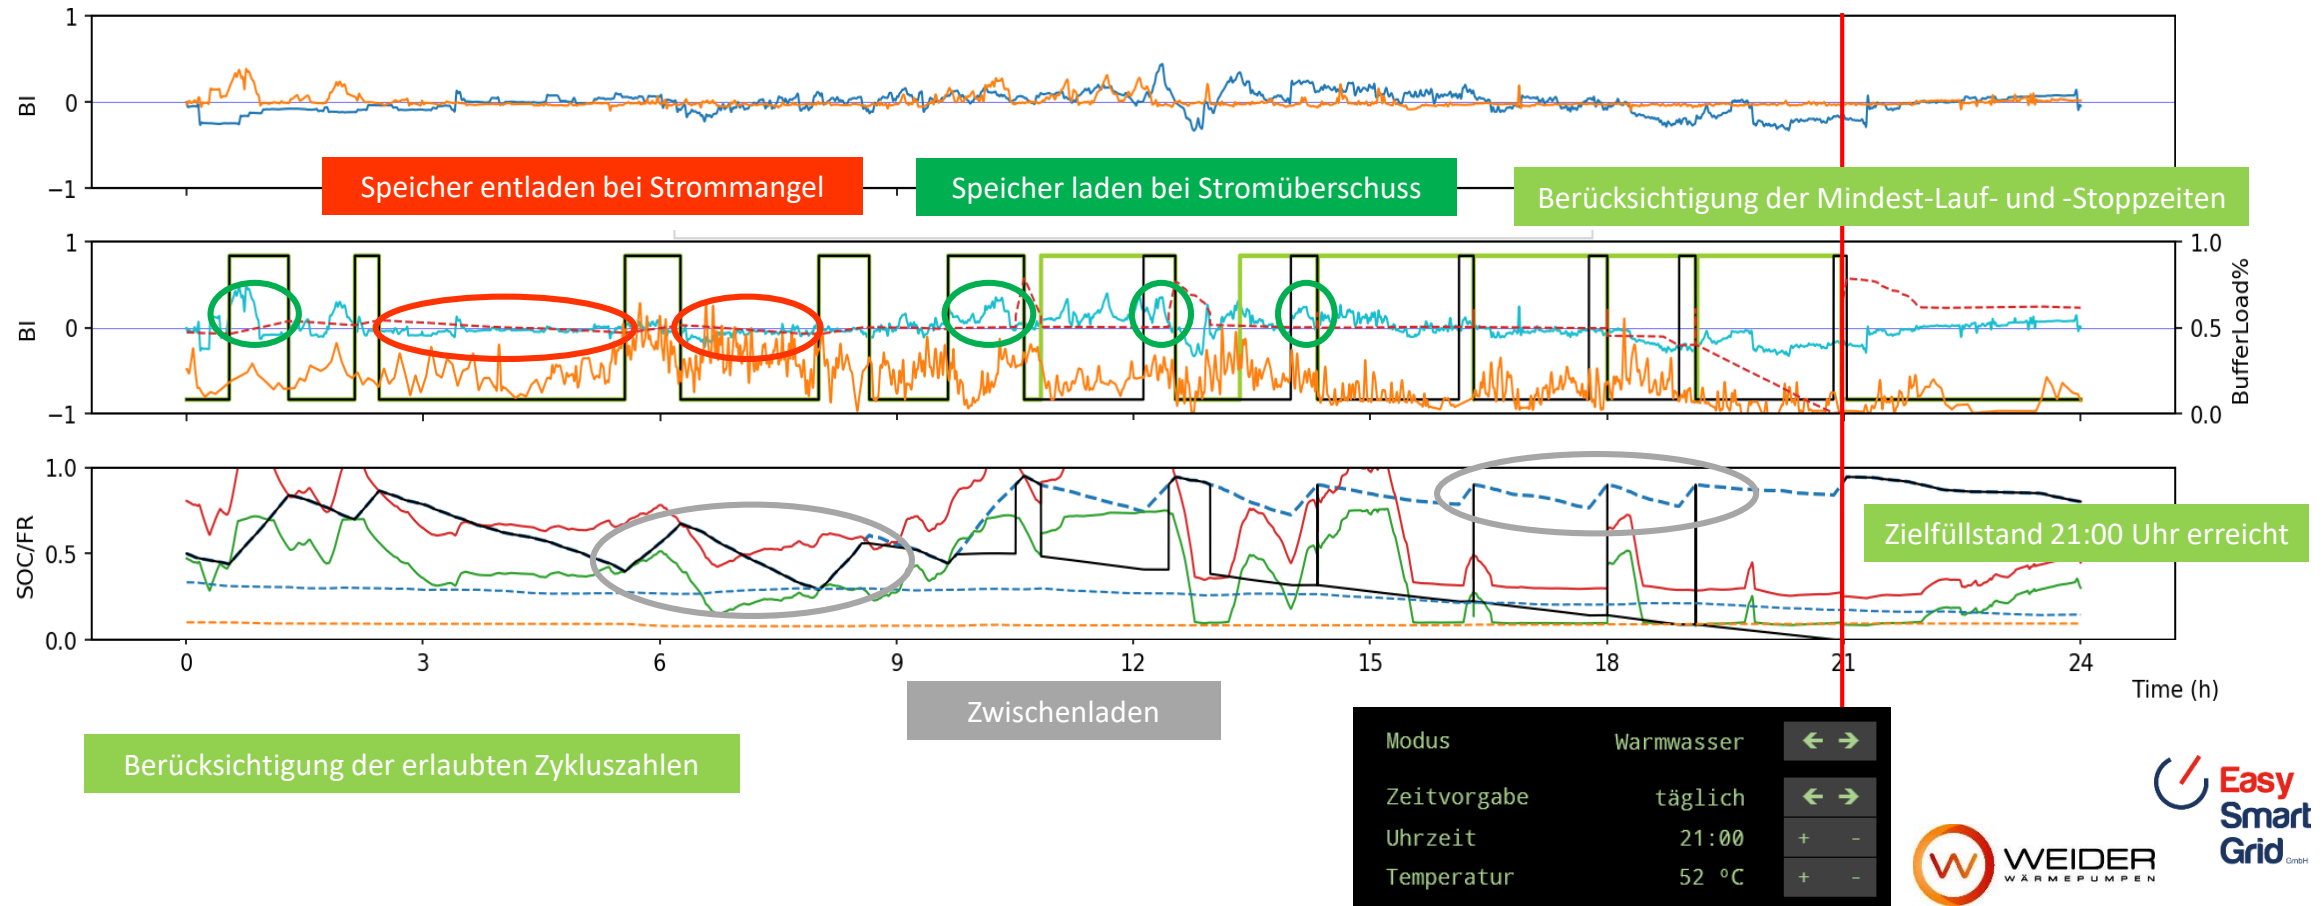 1
BI
0
−1
Speicher entladen bei Strommangel
Speicher laden bei Stromüberschuss
Berücksichtigung der Mindest-Lauf- und -Stoppzeiten
1
BI
0
−1
1.0
0.5
0.0
BufferLoad%
1.0
SOC/FR
0.5
0.0
Zielfüllstand 21:00 Uhr erreicht
0 3 6 9 12 15 18 21 24
Time (h)
Zwischenladen
Berücksichtigung der erlaubten Zykluszahlen
Modus Warmwasser ← →
Zeitvorgabe täglich ← →
Uhrzeit 21:00 + -
Temperatur 52 °C + -
WEIDER
WÄRMEPUMPEN
Easy
Smart
Grid GmbH